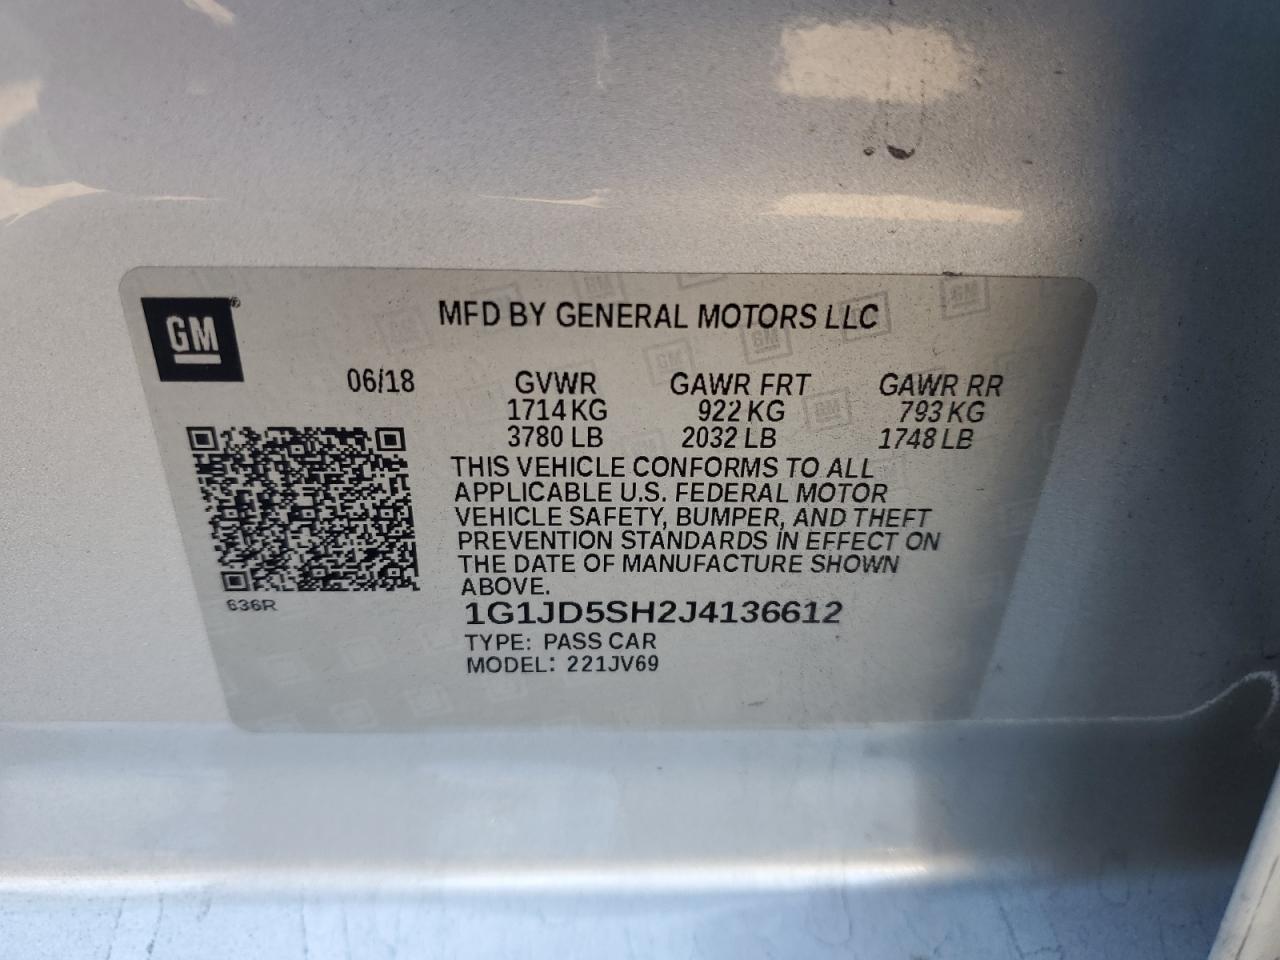 GM®
MFD BY GENERAL MOTORS LLC
06/18 GVWR GAWR FRT GAWR RR
1714 KG 922 KG 793 KG
3780 LB 2032 LB 1748 LB
THIS VEHICLE CONFORMS TO ALL
APPLICABLE U.S. FEDERAL MOTOR
VEHICLE SAFETY, BUMPER, AND THEFT
PREVENTION STANDARDS IN EFFECT ON
THE DATE OF MANUFACTURE SHOWN
ABOVE.
636R
1G1JD5SH2J4136612
TYPE: PASS CAR
MODEL: 221JV69